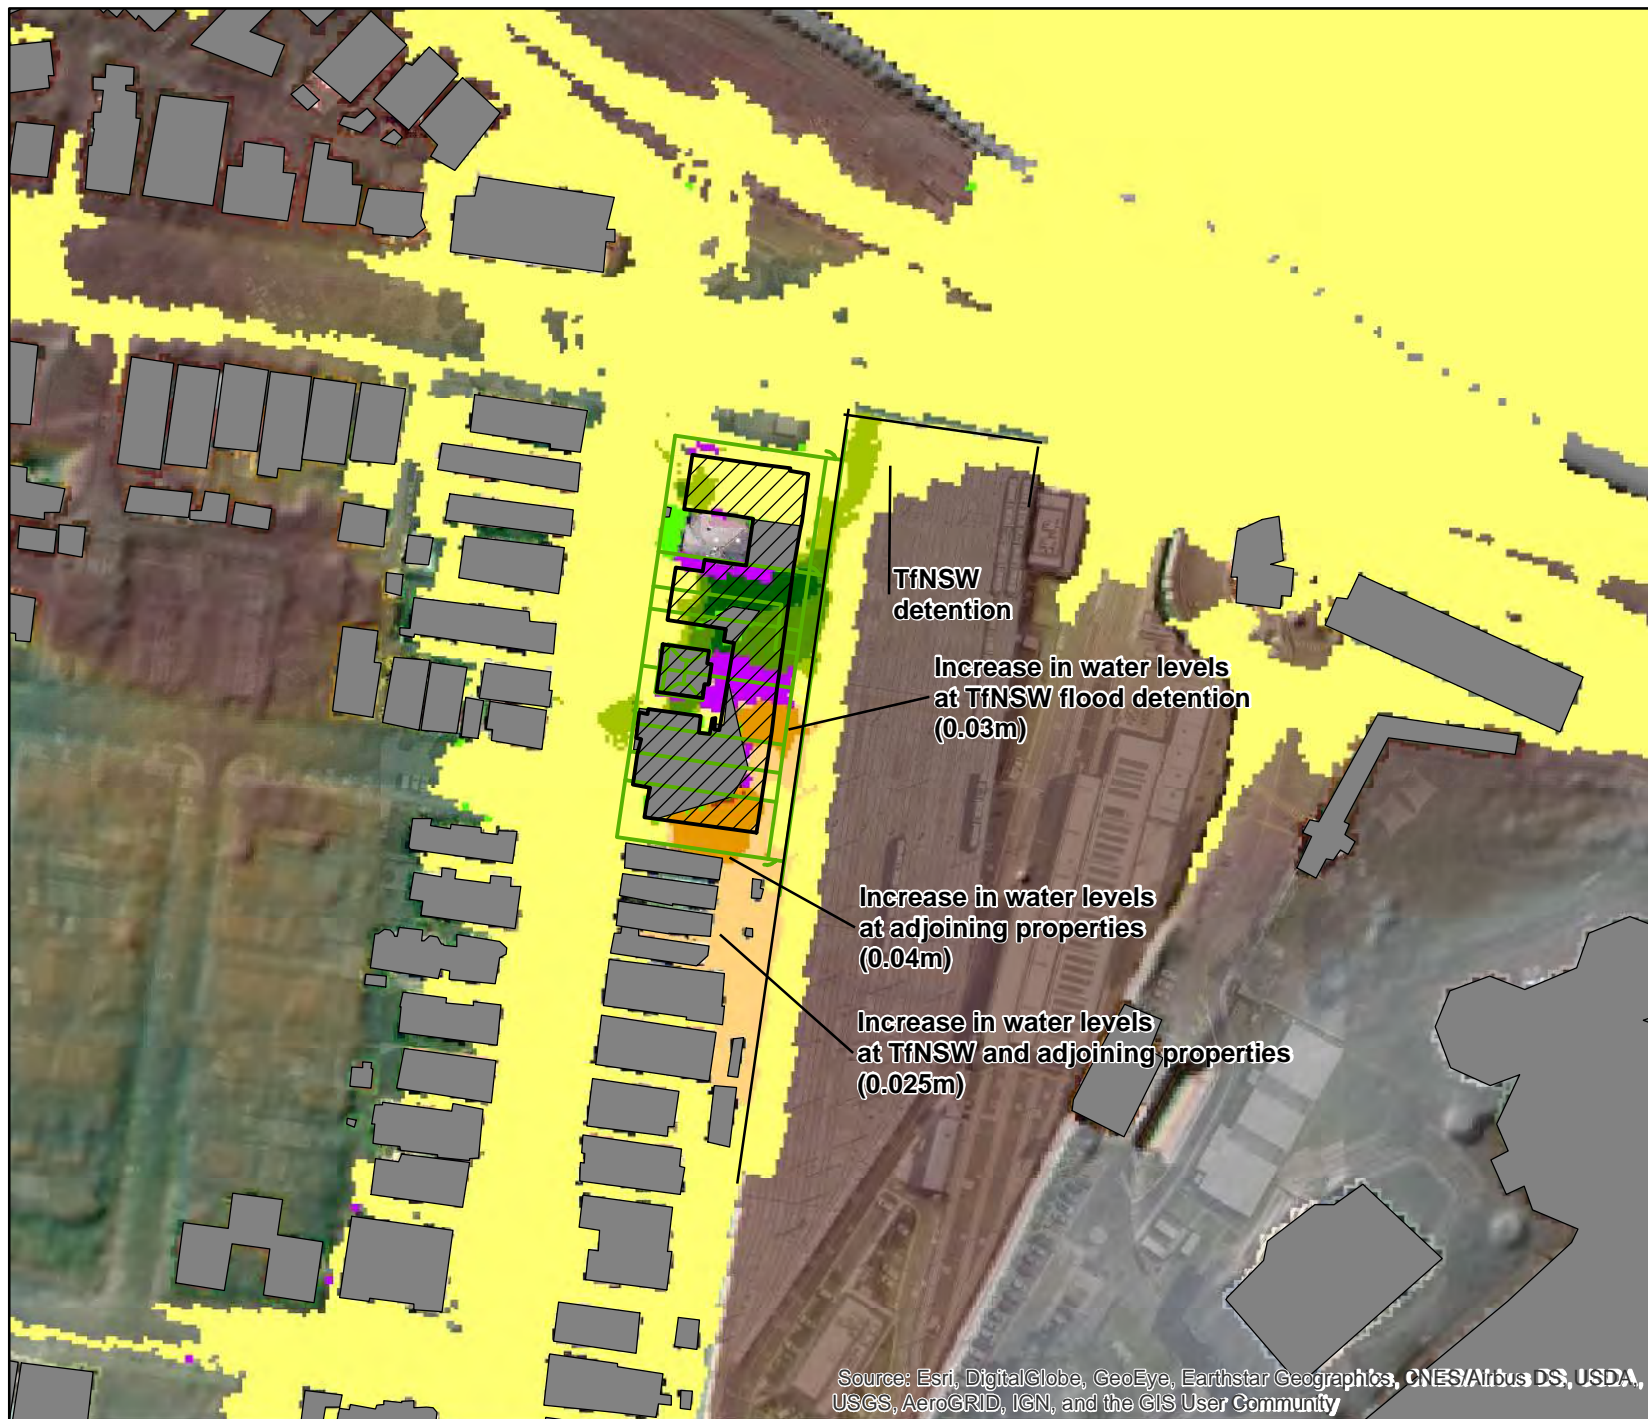 TfNSW
detention
Increase in water levels
at TfNSW flood detention
(0.03m)
Increase in water levels
at adjoining properties
(0.04m)
Increase in water levels
at TfNSW and adjoining properties
(0.025m)
Source: Esri, DigitalGlobe, GeoEye, Earthstar Geographics, CNES/Airbus DS, USDA,
USGS, AeroGRID, IGN, and the GIS User Community